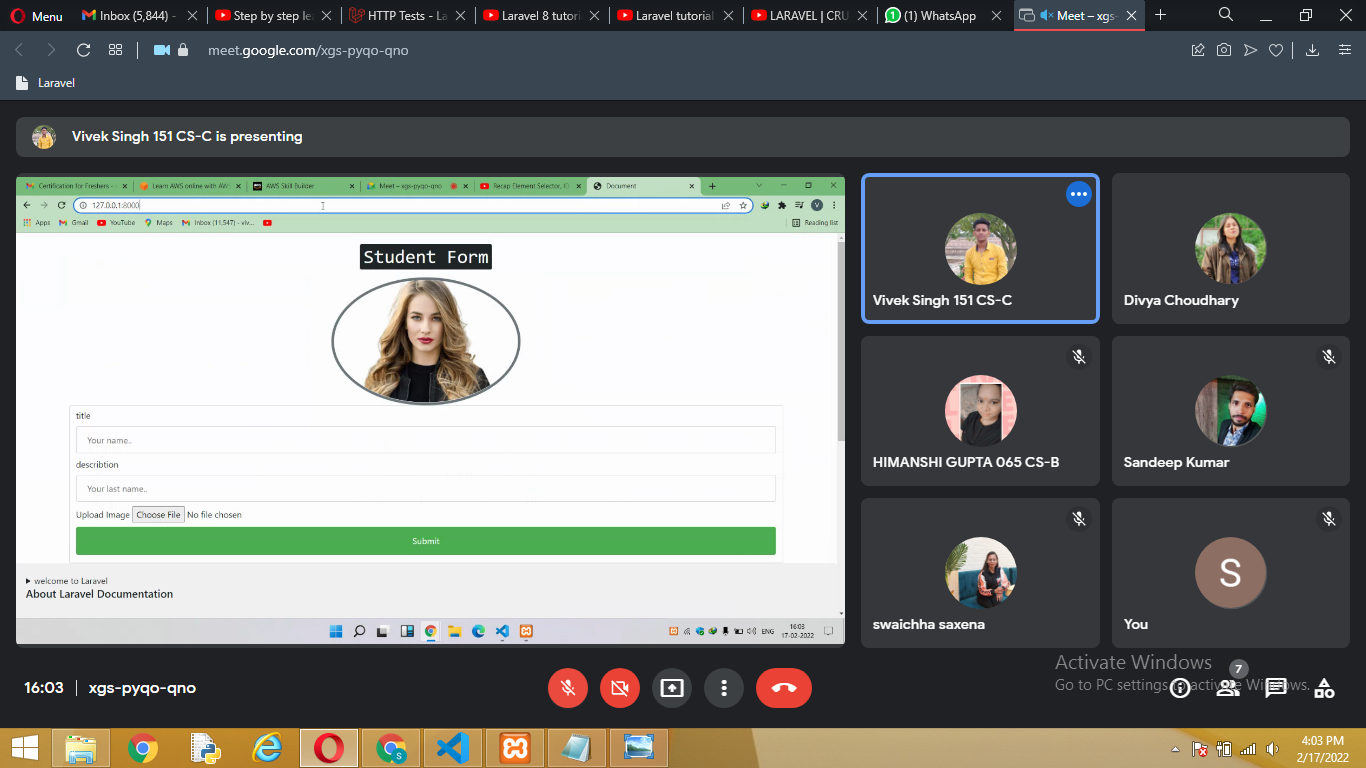 Menu
Inbox (5,844) -
Step by step le
HTTP Tests - La
Laravel 8 tutori
Laravel tutorial
LARAVEL | CRU
(1) WhatsApp
Meet – xgs-
meet.google.com/xgs-pyqo-qno
Laravel
Vivek Singh 151 CS-C is presenting
Certification for Freshers -
Learn AWS online with AWS
AWS Skill Builder
Meet – xgs-pyqo-qno
Recap Element Selector, ID
Document
127.0.0.1:8000
V
Apps
Gmail
YouTube
Maps
Inbox (11,547) - viv...
Reading list
Student Form
title
Your name..
describtion
Your last name..
Upload Image Choose File No file chosen
Submit
welcome to Laravel
About Laravel Documentation
ENG
16:03
17-02-2022
Vivek Singh 151 CS-C
Divya Choudhary
HIMANSHI GUPTA 065 CS-B
Sandeep Kumar
swaichha saxena
S
You
16:03
xgs-pyqo-qno
Activate Windows
Go to PC settings to activate Windows.
7
S
4:03 PM
2/17/2022